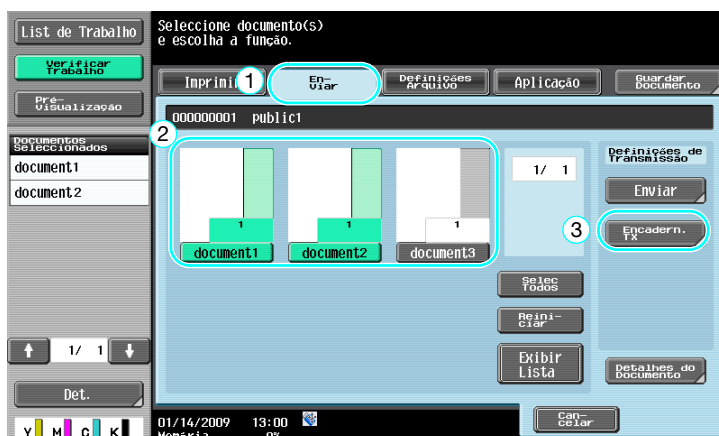 List de Trabalho
Verificar
Trabalho
Pré-
Visualização
Documentos
Seleccionados
document1
document2
1/ 1
Det.
Y M C K
Seleccione documento(s)
e escolha a função.
1
En-
viar
Definições
Arquivo
Aplicação
Guardar
Documento
000000001 public1
2
1
1
1
document1
document2
document3
1/ 1
Selec
Todos
Reini-
ciar
Exibir
Lista
Definições de
Transmissão
Enviar
3
Encadern.
TX
Detalhes do
Documento
01/14/2009 13:00
Can-
celar